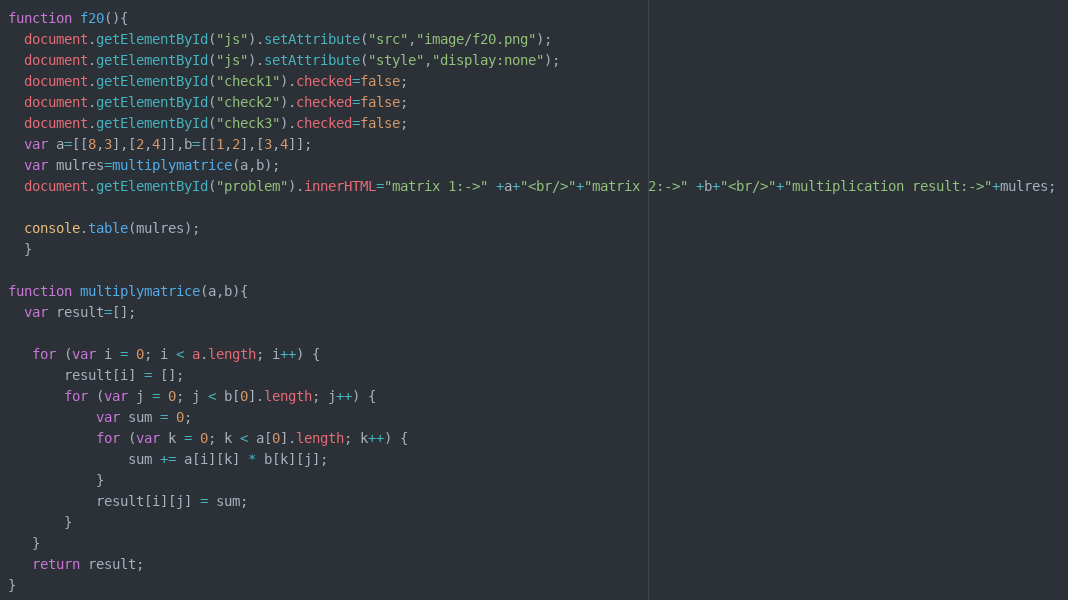 function f20(){
  document.getElementById("js").setAttribute("src","image/f20.png");
  document.getElementById("js").setAttribute("style","display:none");
  document.getElementById("check1").checked=false;
  document.getElementById("check2").checked=false;
  document.getElementById("check3").checked=false;
  var a=[[8,3],[2,4]],b=[[1,2],[3,4]];
  var mulres=multiplymatrice(a,b);
  document.getElementById("problem").innerHTML="matrix 1:->" +a+"<br/>"+"matrix 2:->" +b+"<br/>"+"multiplication result:->"+mulres;

  console.table(mulres);
  }

function multiplymatrice(a,b){
  var result=[];

   for (var i = 0; i < a.length; i++) {
       result[i] = [];
       for (var j = 0; j < b[0].length; j++) {
           var sum = 0;
           for (var k = 0; k < a[0].length; k++) {
               sum += a[i][k] * b[k][j];
           }
           result[i][j] = sum;
       }
   }
   return result;
}